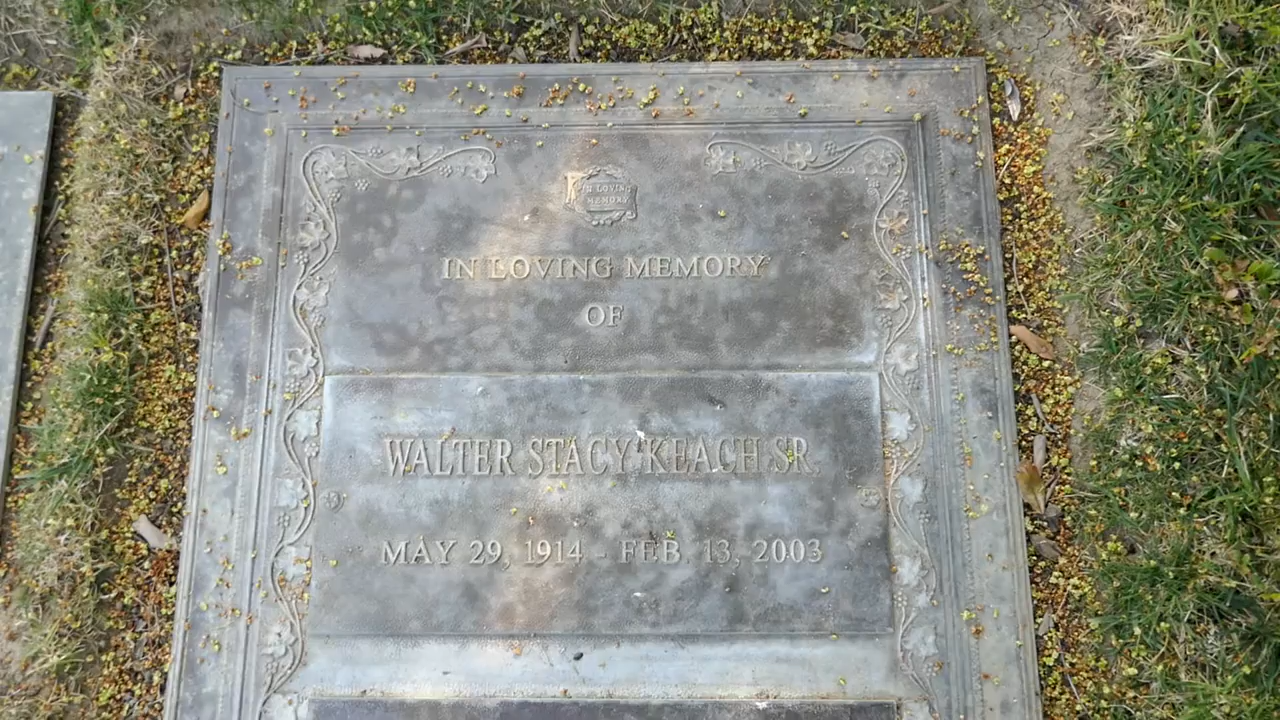 IN LOVING
MEMORY
IN LOVING MEMORY
OF
WALTER STACY KEACH SR.
MAY 29, 1914 - FEB. 13, 2003